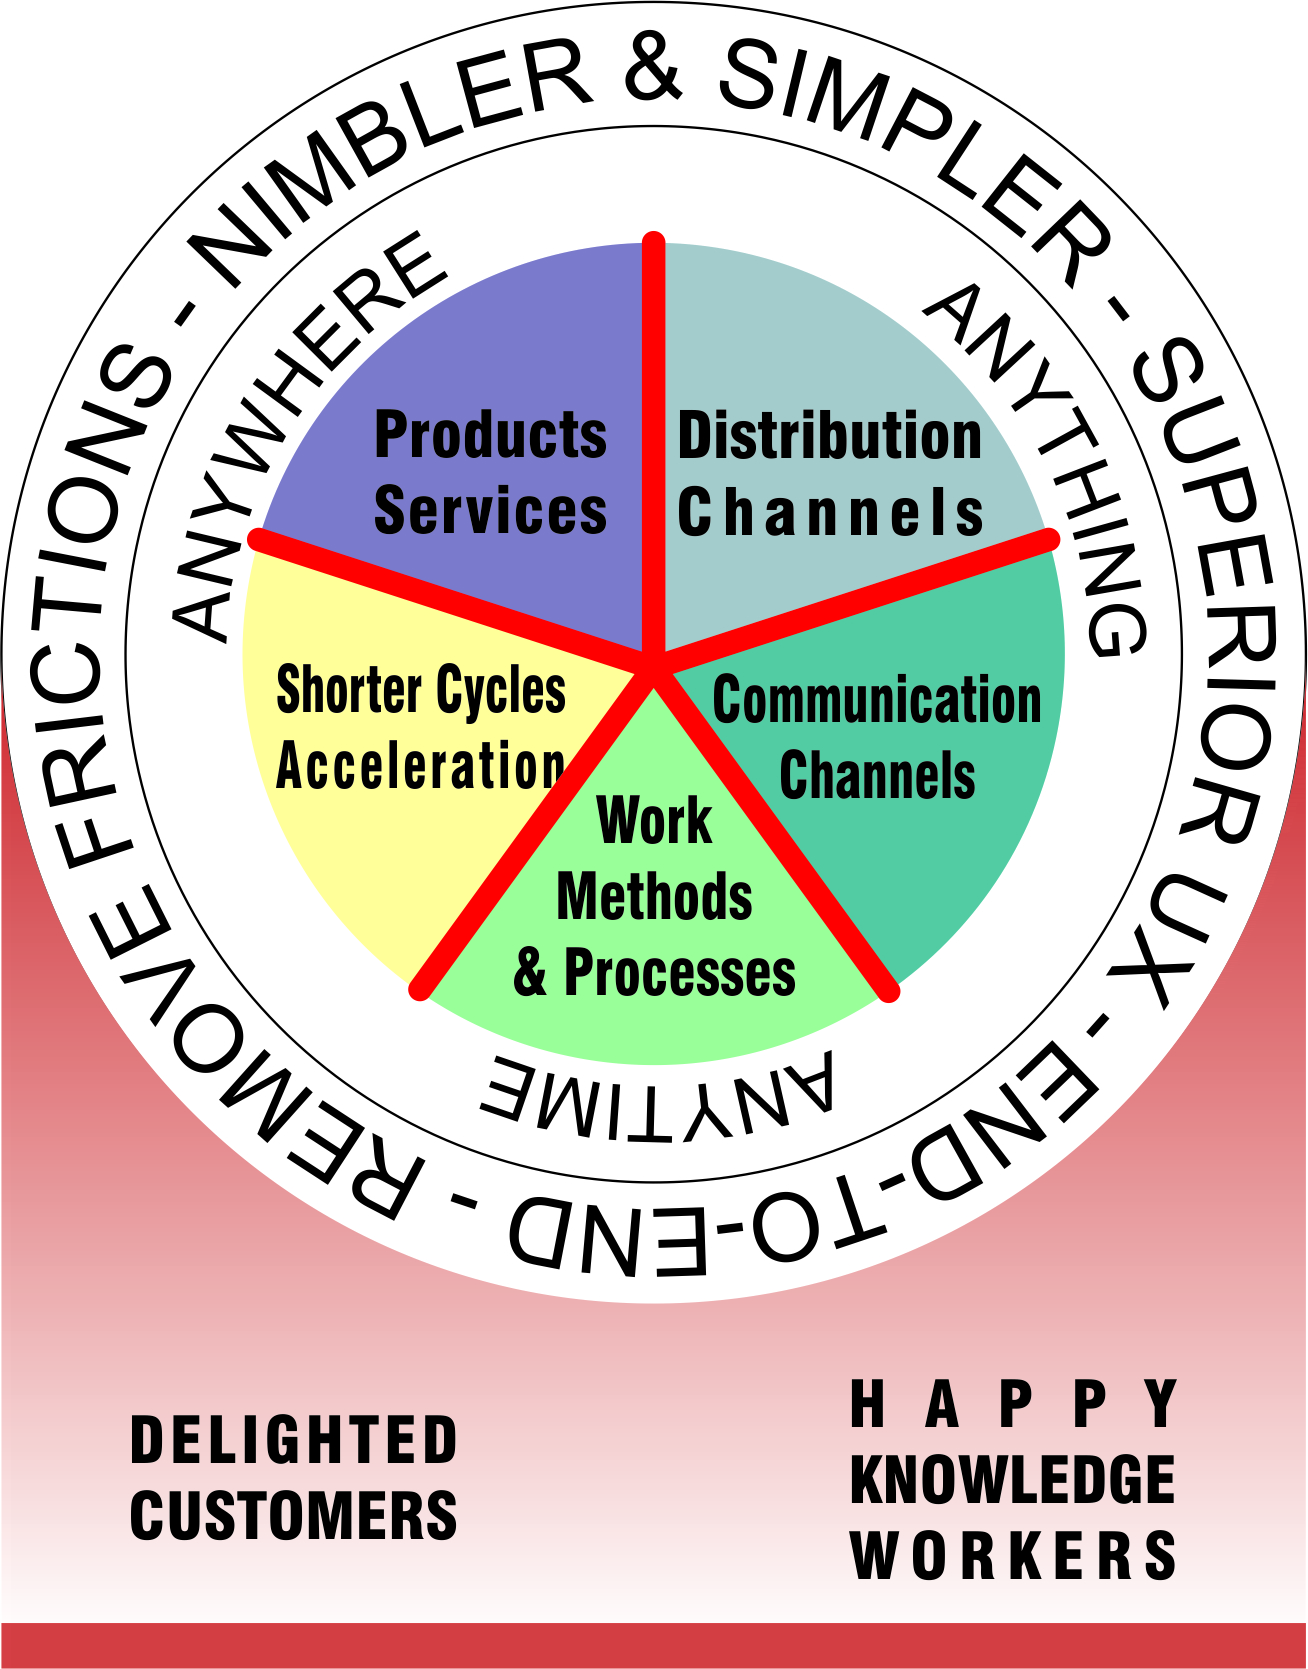 REMOVE FRICTIONS - NIMBLER & SIMPLER - SUPERIOR UX - END-TO-END -
ANYWHERE
ANYTHING
ANYTIME
Products
Services
Distribution
Channels
Shorter Cycles
Acceleration
Communication
Channels
Work
Methods
& Processes
DELIGHTED
CUSTOMERS
HAPPY
KNOWLEDGE
WORKERS